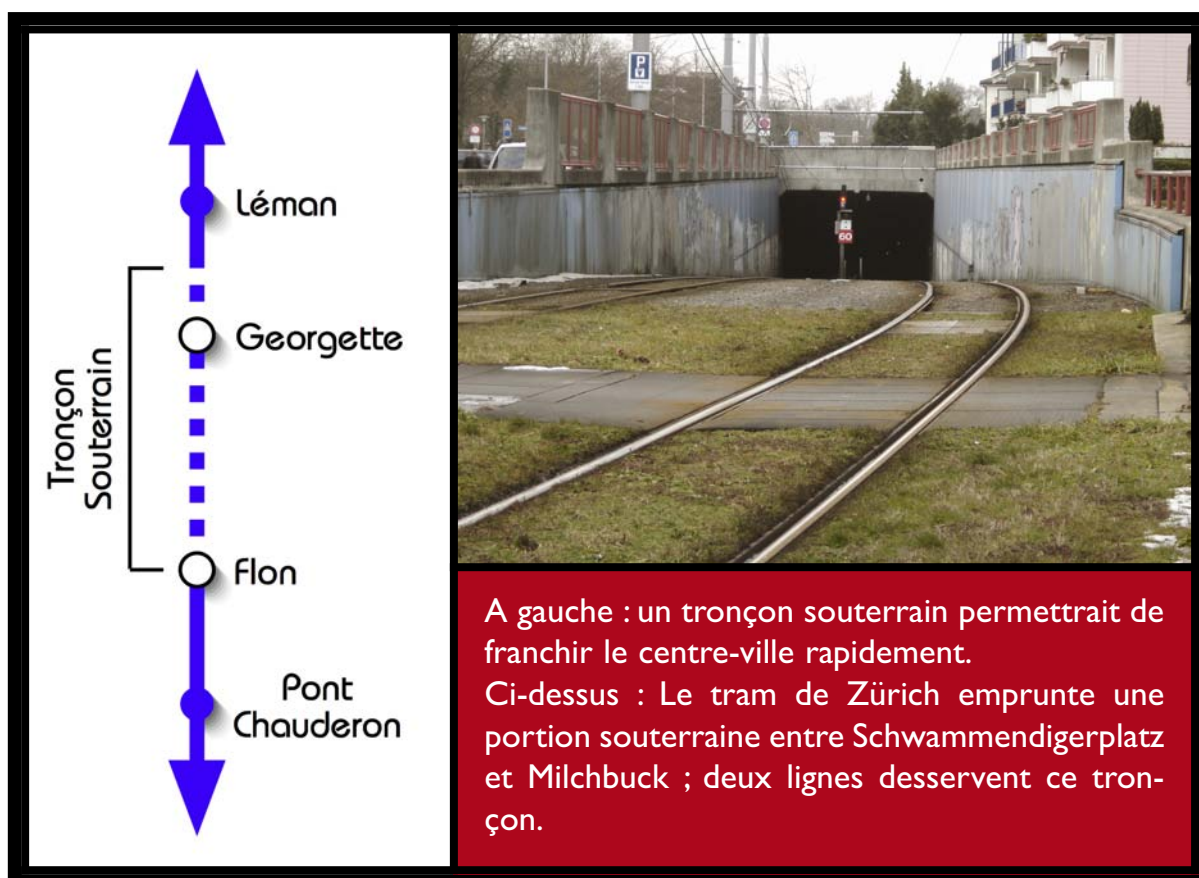 Léman
Georgette
Tronçon
Souterrain
Flon
Pont
Chauderon
P
60
A gauche : un tronçon souterrain permettrait de
franchir le centre-ville rapidement.
Ci-dessus : Le tram de Zürich emprunte une
portion souterraine entre Schwammendigerplatz
et Milchbuck ; deux lignes desservent ce tron-
çon.